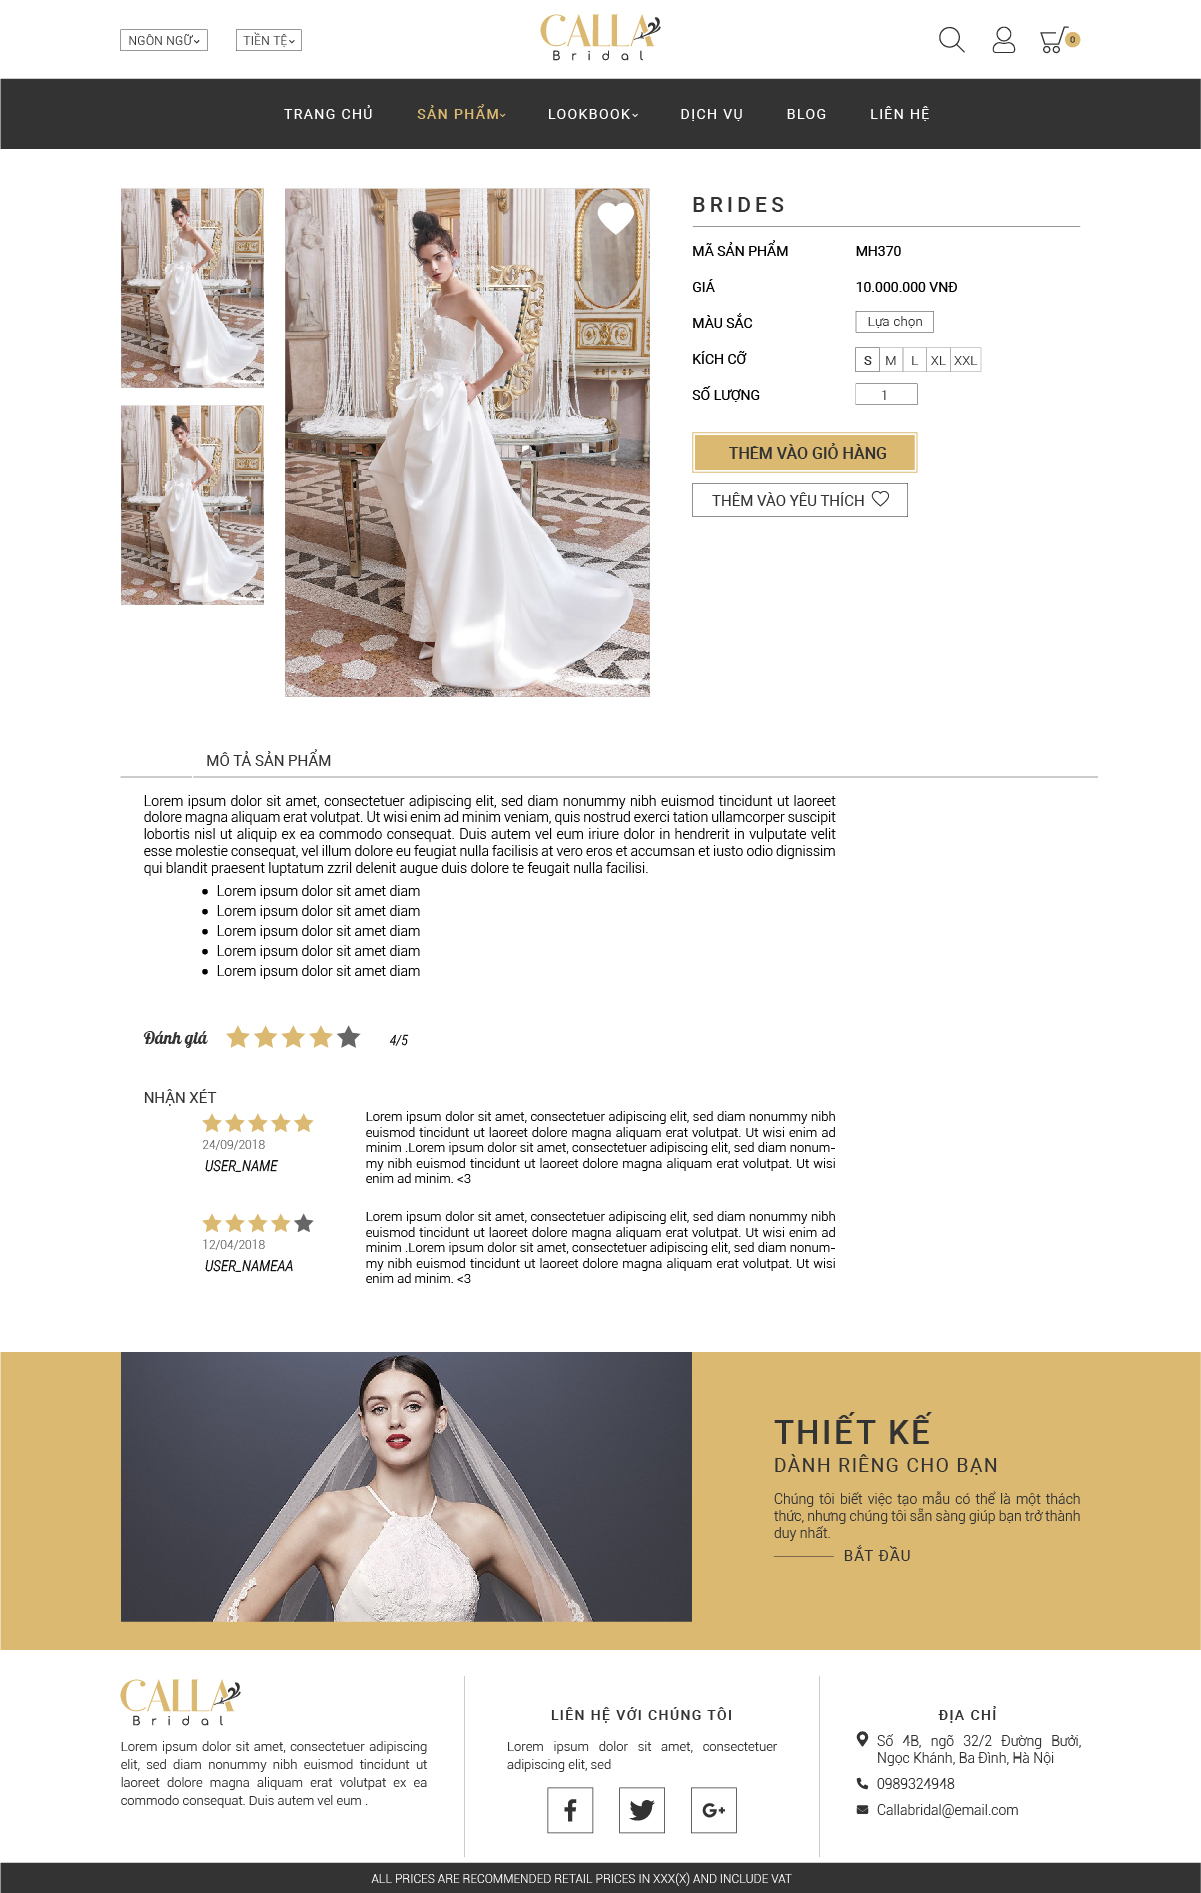 NGÔN NGỮ
TIỀN TỆ
CALLA
Bridal
0
TRANG CHỦ
SẢN PHẨM
LOOKBOOK
DỊCH VỤ
BLOG
LIÊN HỆ
BRIDES
MÃ SẢN PHẨM
MH370
GIÁ
10.000.000 VNĐ
MÀU SẮC
Lựa chọn
KÍCH CỠ
S M L XL XXL
SỐ LƯỢNG
1
THÊM VÀO GIỎ HÀNG
THÊM VÀO YÊU THÍCH
MÔ TẢ SẢN PHẨM
Lorem ipsum dolor sit amet, consectetuer adipiscing elit, sed diam nonummy nibh euismod tincidunt ut laoreet
dolore magna aliquam erat volutpat. Ut wisi enim ad minim veniam, quis nostrud exerci tation ullamcorper suscipit
lobortis nisl ut aliquip ex ea commodo consequat. Duis autem vel eum iriure dolor in hendrerit in vulputate velit
esse molestie consequat, vel illum dolore eu feugiat nulla facilisis at vero eros et accumsan et iusto odio dignissim
qui blandit praesent luptatum zzril delenit augue duis dolore te feugait nulla facilisi.
• Lorem ipsum dolor sit amet diam
• Lorem ipsum dolor sit amet diam
• Lorem ipsum dolor sit amet diam
• Lorem ipsum dolor sit amet diam
• Lorem ipsum dolor sit amet diam
Đánh giá
4/5
NHẬN XÉT
24/09/2018
USER_NAME
Lorem ipsum dolor sit amet, consectetuer adipiscing elit, sed diam nonummy nibh
euismod tincidunt ut laoreet dolore magna aliquam erat volutpat. Ut wisi enim ad
minim .Lorem ipsum dolor sit amet, consectetuer adipiscing elit, sed diam nonum-
my nibh euismod tincidunt ut laoreet dolore magna aliquam erat volutpat. Ut wisi
enim ad minim. <3
12/04/2018
USER_NAMEAA
Lorem ipsum dolor sit amet, consectetuer adipiscing elit, sed diam nonummy nibh
euismod tincidunt ut laoreet dolore magna aliquam erat volutpat. Ut wisi enim ad
minim .Lorem ipsum dolor sit amet, consectetuer adipiscing elit, sed diam nonum-
my nibh euismod tincidunt ut laoreet dolore magna aliquam erat volutpat. Ut wisi
enim ad minim. <3
THIẾT KẾ
DÀNH RIÊNG CHO BẠN
Chúng tôi biết việc tạo mẫu có thể là một thách
thức, nhưng chúng tôi sẵn sàng giúp bạn trở thành
duy nhất.
BẮT ĐẦU
CALLA
Bridal
Lorem ipsum dolor sit amet, consectetuer adipiscing
elit, sed diam nonummy nibh euismod tincidunt ut
laoreet dolore magna aliquam erat volutpat ex ea
commodo consequat. Duis autem vel eum .
LIÊN HỆ VỚI CHÚNG TÔI
Lorem ipsum dolor sit amet, consectetuer
adipiscing elit, sed
f
G+
ĐỊA CHỈ
Số 4B, ngõ 32/2 Đường Bưởi,
Ngọc Khánh, Ba Đình, Hà Nội
0989324948
Callabridal@email.com
ALL PRICES ARE RECOMMENDED RETAIL PRICES IN XXX(X) AND INCLUDE VAT